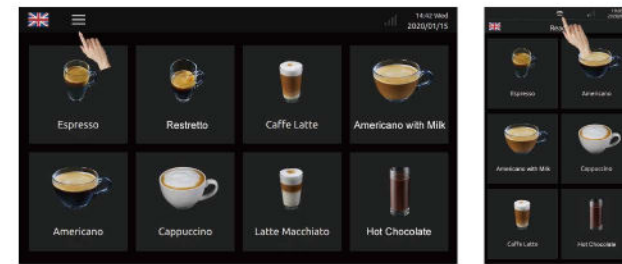 14:42 Wed
2020/01/15
Espresso
Restretto
Caffe Latte
Americano with Milk
Americano
Cappuccino
Latte Macchiato
Hot Chocolate
Espresso
Americano
Americano with Milk
Cappuccino
Caffe Latte
Hot Chocolate